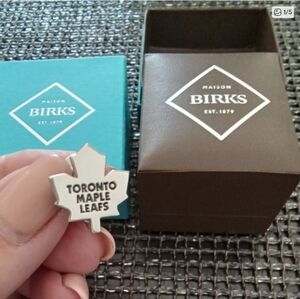 1/5
MAISON
BIRKS
EST. 1879
MAISON
BIRKS
EST. 1879
TORONTO
MAPLE
LEAFS